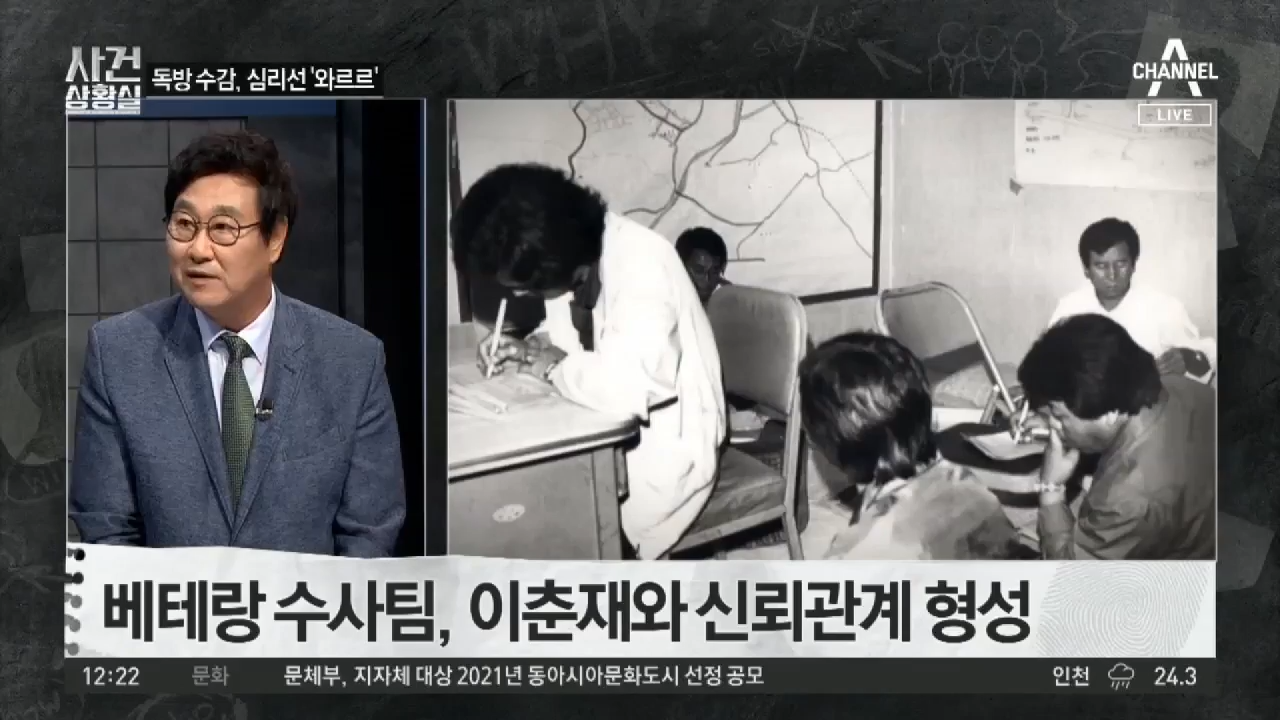 사건
상황실
독방 수감, 심리선 '와르르'
CHANNEL A
LIVE
베테랑 수사팀, 이춘재와 신뢰관계 형성
12:22 문화 문체부, 지자체 대상 2021년 동아시아문화도시 선정 공모 인천 24.3